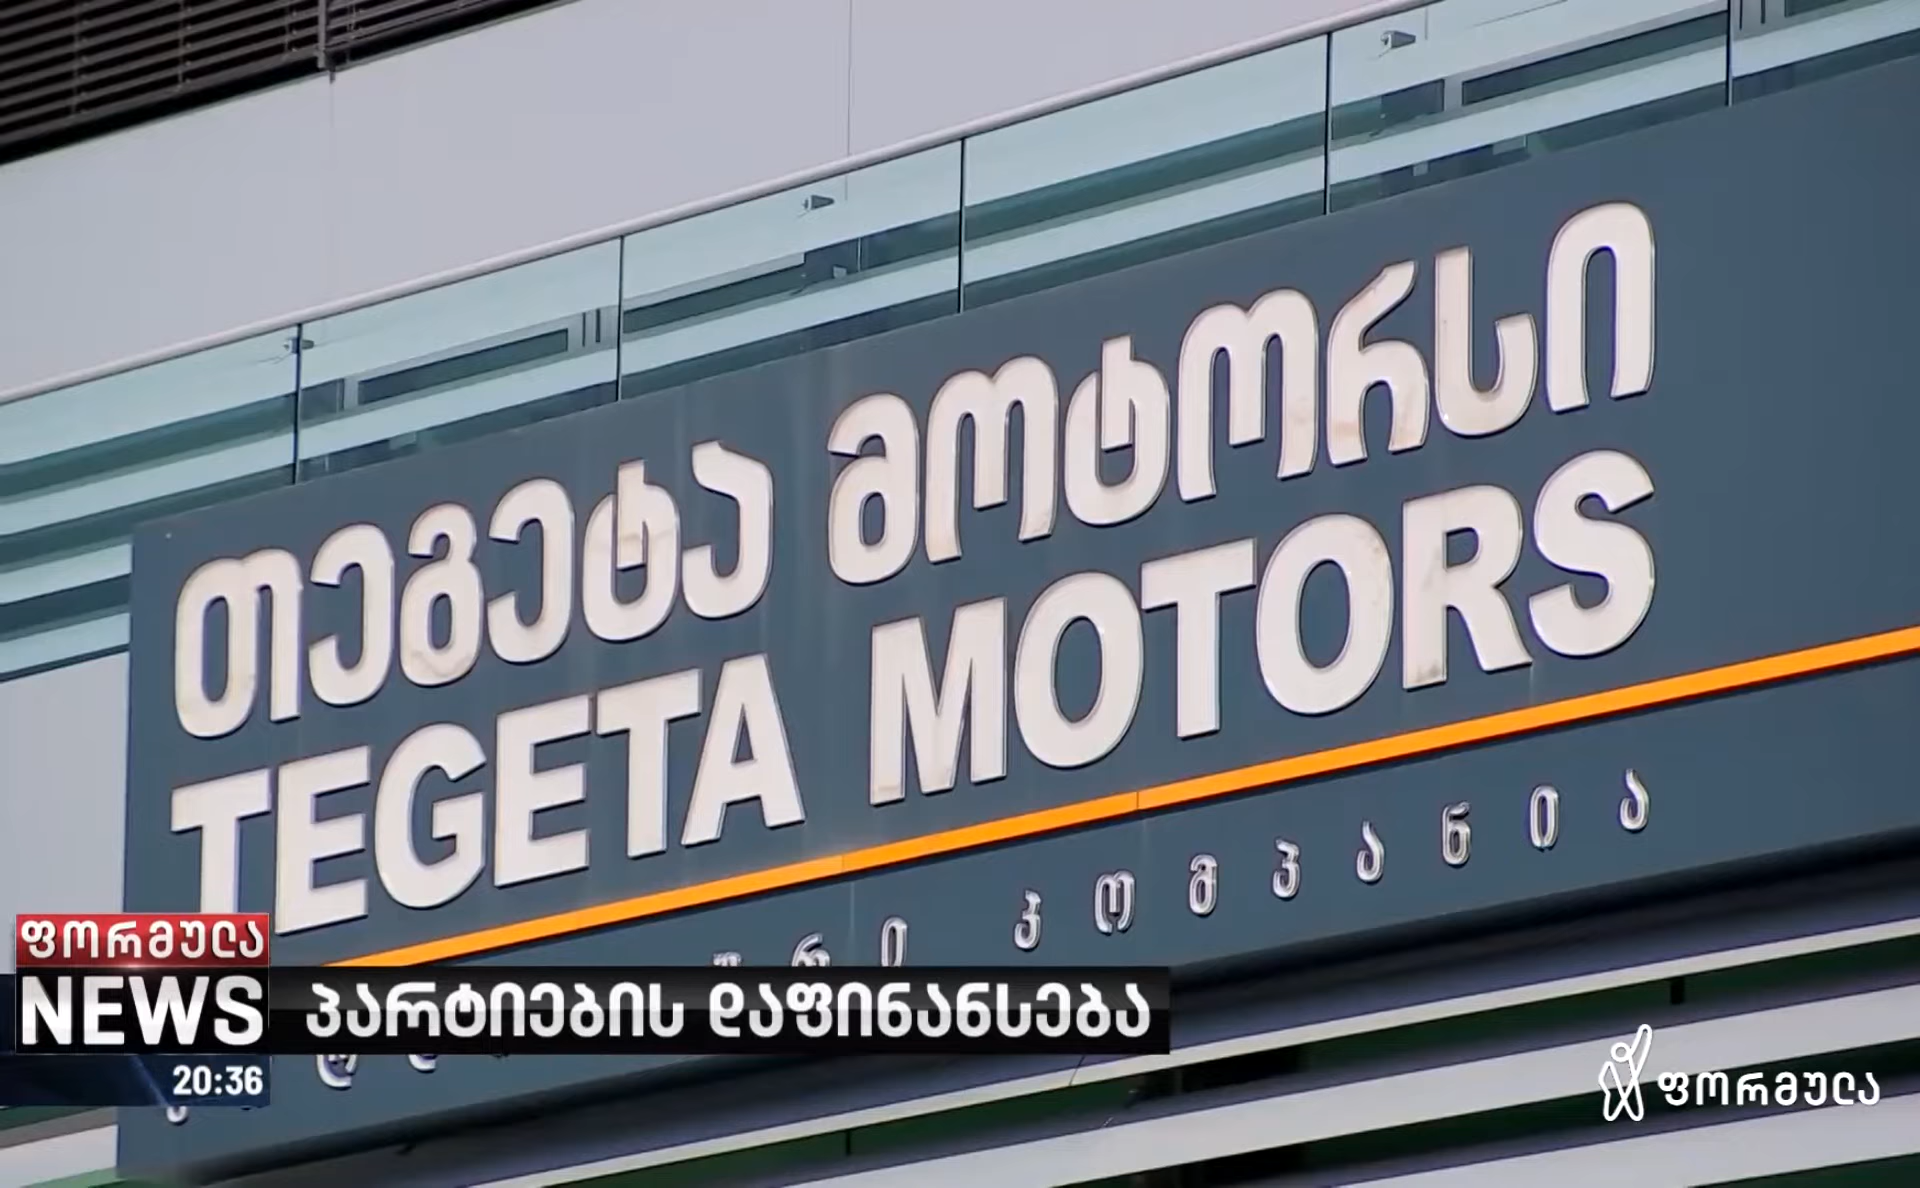 თეგეტა მოტორსი
TEGETA MOTORS
კომპანია
ფორმულა
NEWS
პარტიების დაფინანსება
20:36
ფორმულა